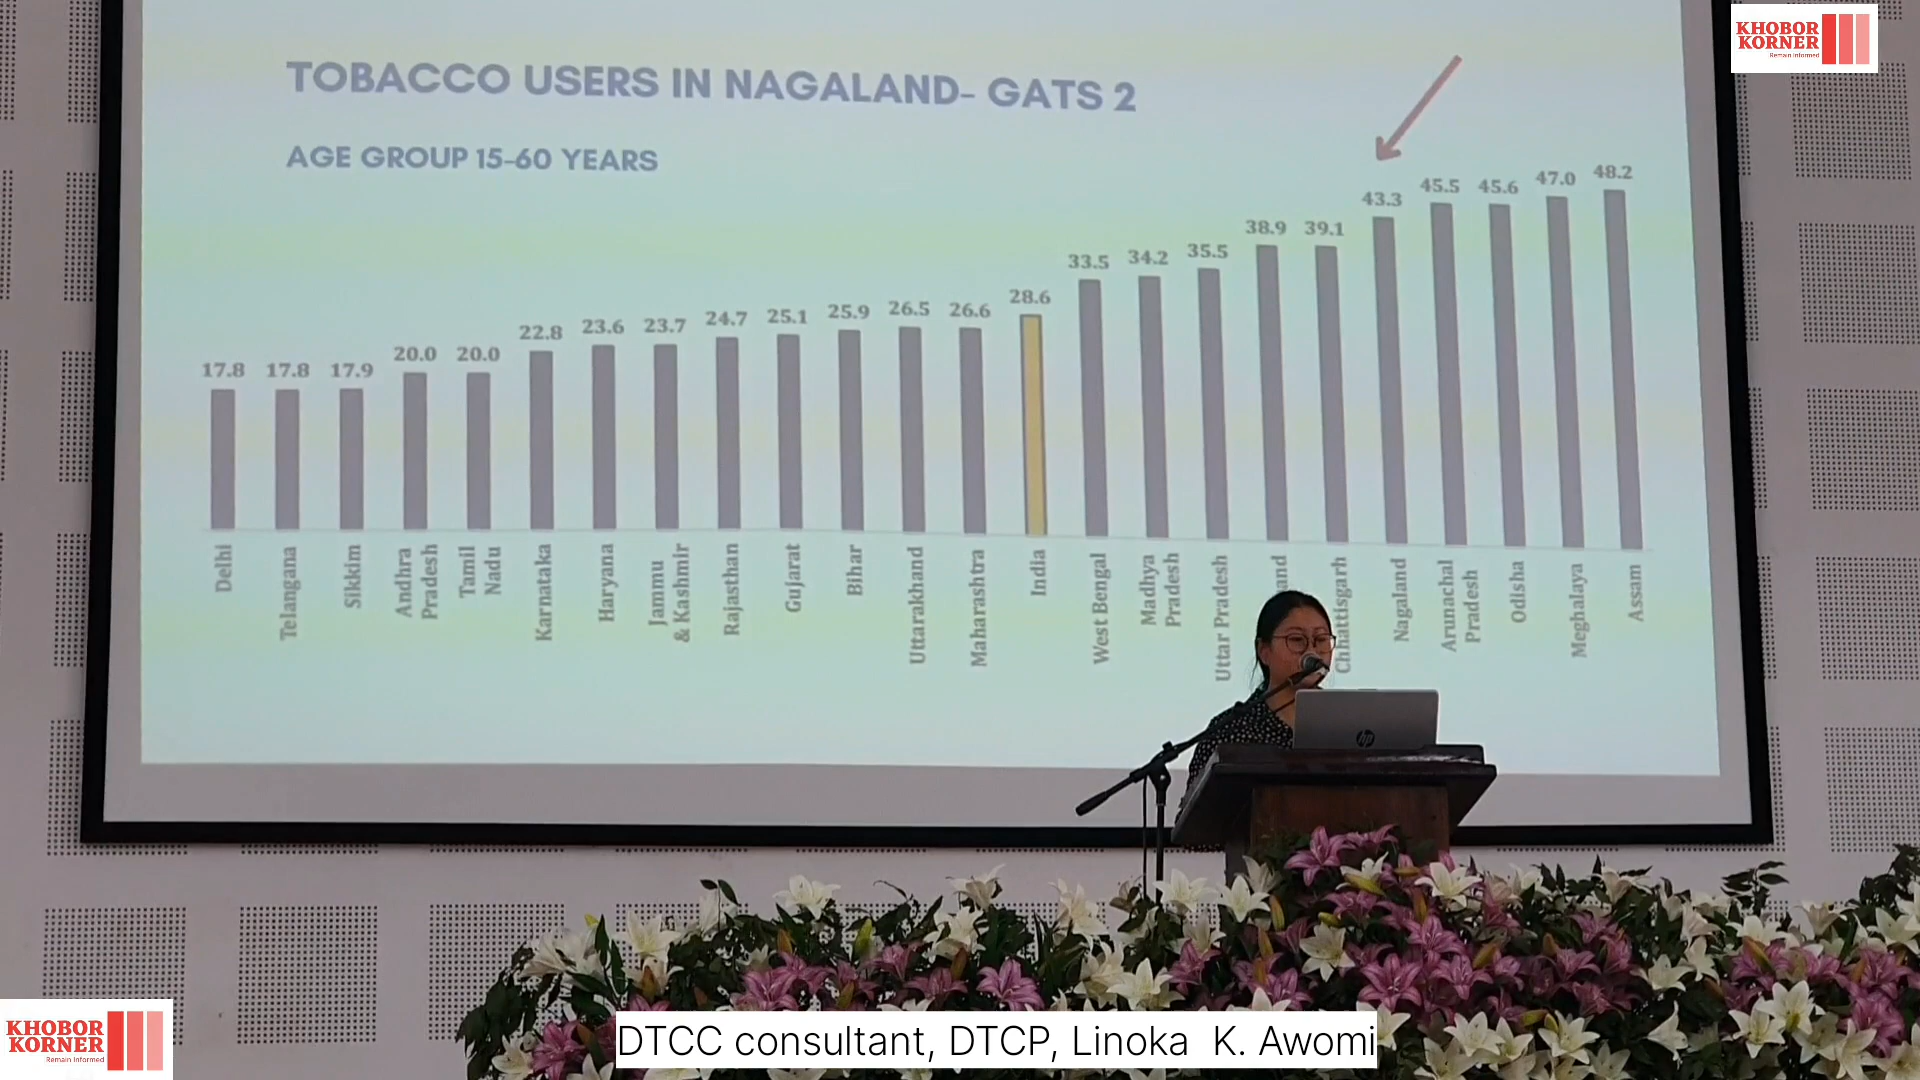 KHOBOR
KORNER
Remain Informed
TOBACCO USERS IN NAGALAND- GATS 2
AGE GROUP 15-60 YEARS
17.8
17.8
17.9
20.0
20.0
22.8
23.6
23.7
24.7
25.1
25.9
26.5
26.6
28.6
33.5
34.2
35.5
38.9
39.1
43.3
45.5
45.6
47.0
48.2
Delhi
Telangana
Sikkim
Andhra
Pradesh
Tamil
Nadu
Karnataka
Haryana
Jammu
& Kashmir
Rajasthan
Gujarat
Bihar
Uttarakhand
Maharashtra
India
West Bengal
Madhya
Pradesh
Uttar Pradesh
Chhattisgarh
Nagaland
Arunachal
Pradesh
Odisha
Meghalaya
Assam
hp
KHOBOR
KORNER
Remain Informed
DTCC consultant, DTCP, Linoka K. Awomi